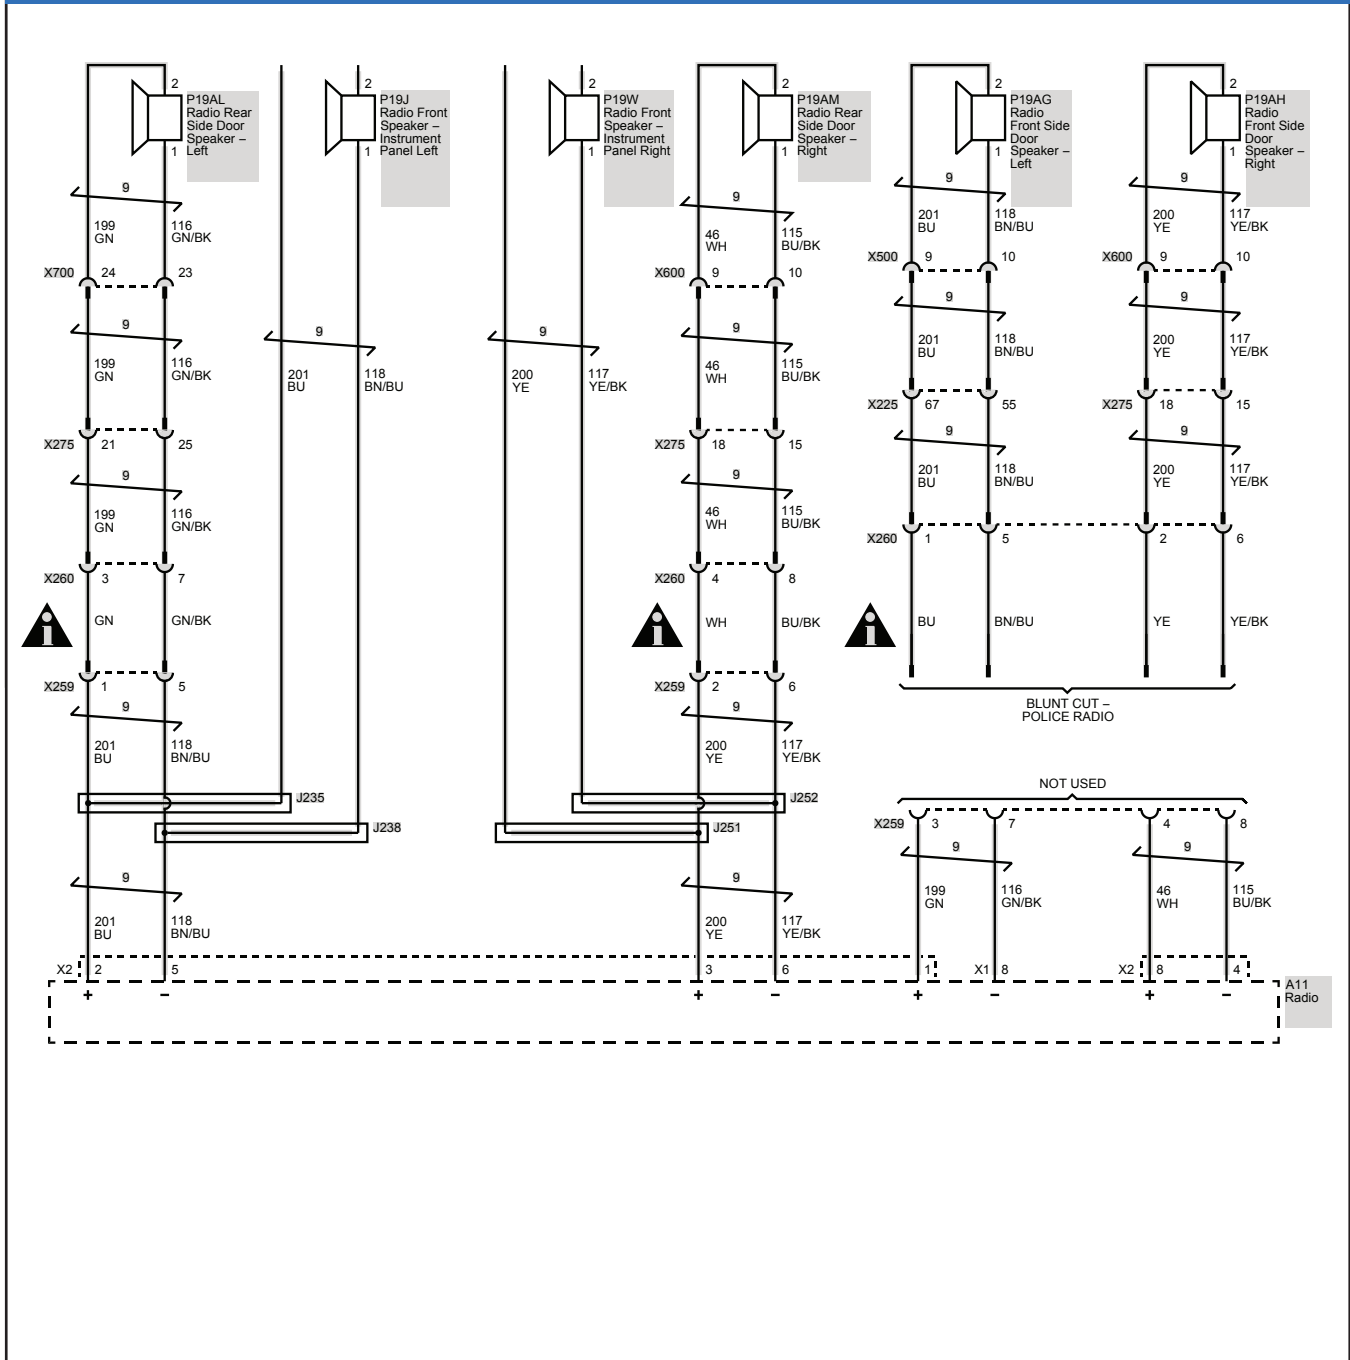 2
P19AL
Radio Rear
Side Door
Speaker –
Left
1
2
P19J
Radio Front
Speaker –
Instrument
Panel Left
1
2
P19W
Radio Front
Speaker –
Instrument
Panel Right
1
2
P19AM
Radio Rear
Side Door
Speaker –
Right
1
2
P19AG
Radio
Front Side
Door
Speaker –
Left
1
2
P19AH
Radio
Front Side
Door
Speaker –
Right
1
9 9 9 9
199 GN 116 GN/BK
46 WH 115 BU/BK
201 BU 118 BN/BU
200 YE 117 YE/BK
X700 24 23
X600 9 10
X500 9 10
X600 9 10
9 9 9 9 9 9
199 GN 116 GN/BK
201 BU 118 BN/BU
200 YE 117 YE/BK
46 WH 115 BU/BK
201 BU 118 BN/BU
200 YE 117 YE/BK
X275 21 25
X275 18 15
X225 67 55
X275 18 15
9 9 9 9
199 GN 116 GN/BK
46 WH 115 BU/BK
201 BU 118 BN/BU
200 YE 117 YE/BK
X260 3 7
X260 4 8
X260 1 5 2 6
i GN GN/BK
i WH BU/BK
i BU BN/BU YE YE/BK
X259 1 5
X259 2 6
BLUNT CUT –
POLICE RADIO
9 9
201 BU 118 BN/BU
200 YE 117 YE/BK
J235
J252
J238
J251
NOT USED
X259 3 7 4 8
9 9 9 9
201 BU 118 BN/BU
200 YE 117 YE/BK
199 GN 116 GN/BK
46 WH 115 BU/BK
X2 2 5 3 6 1 X1 8 X2 8 4
+ – + – + – + –
A11
Radio